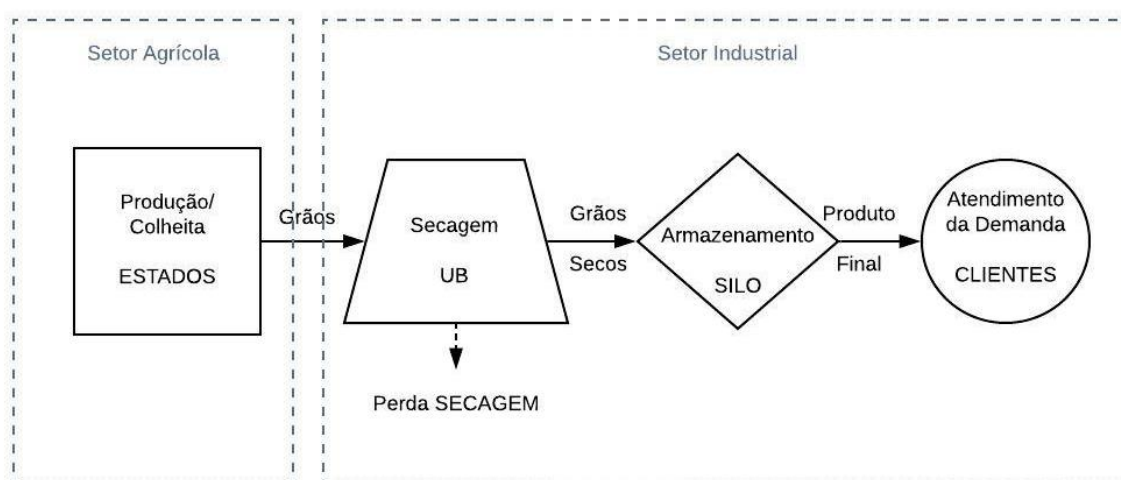 Setor Agrícola
Setor Industrial
Produção/
Colheita
ESTADOS
Grãos
Secagem
UB
Perda SECAGEM
Grãos
Secos
Armazenamento
SILO
Produto
Final
Atendimento
da Demanda
CLIENTES